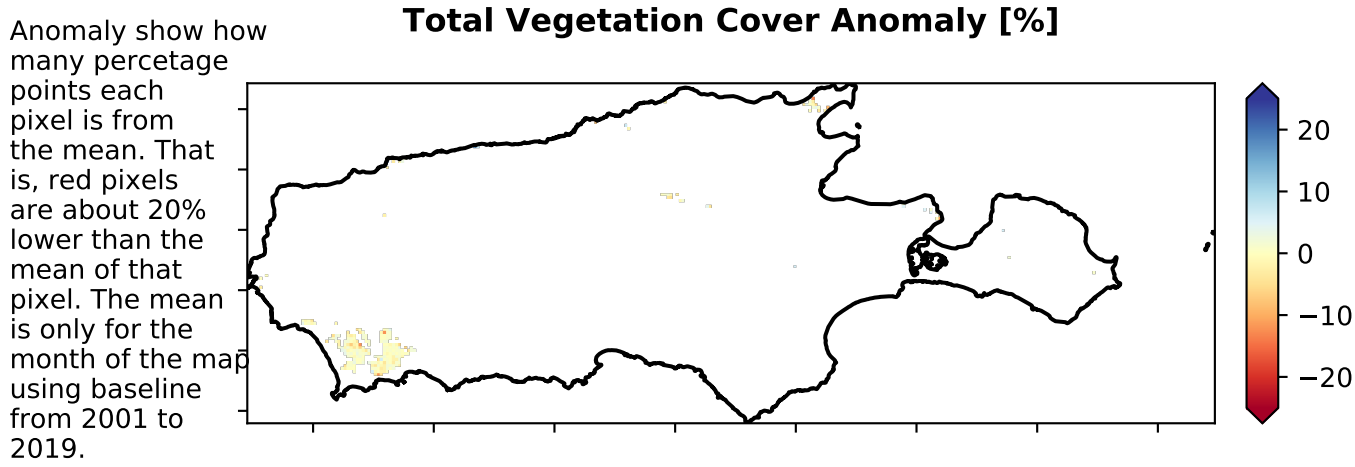 Total Vegetation Cover Anomaly [%]
Anomaly show how
many percetage
points each
pixel is from
the mean. That
is, red pixels
are about 20%
lower than the
mean of that
pixel. The mean
is only for the
month of the map
using baseline
from 2001 to
2019.
20
10
0
−10
−20